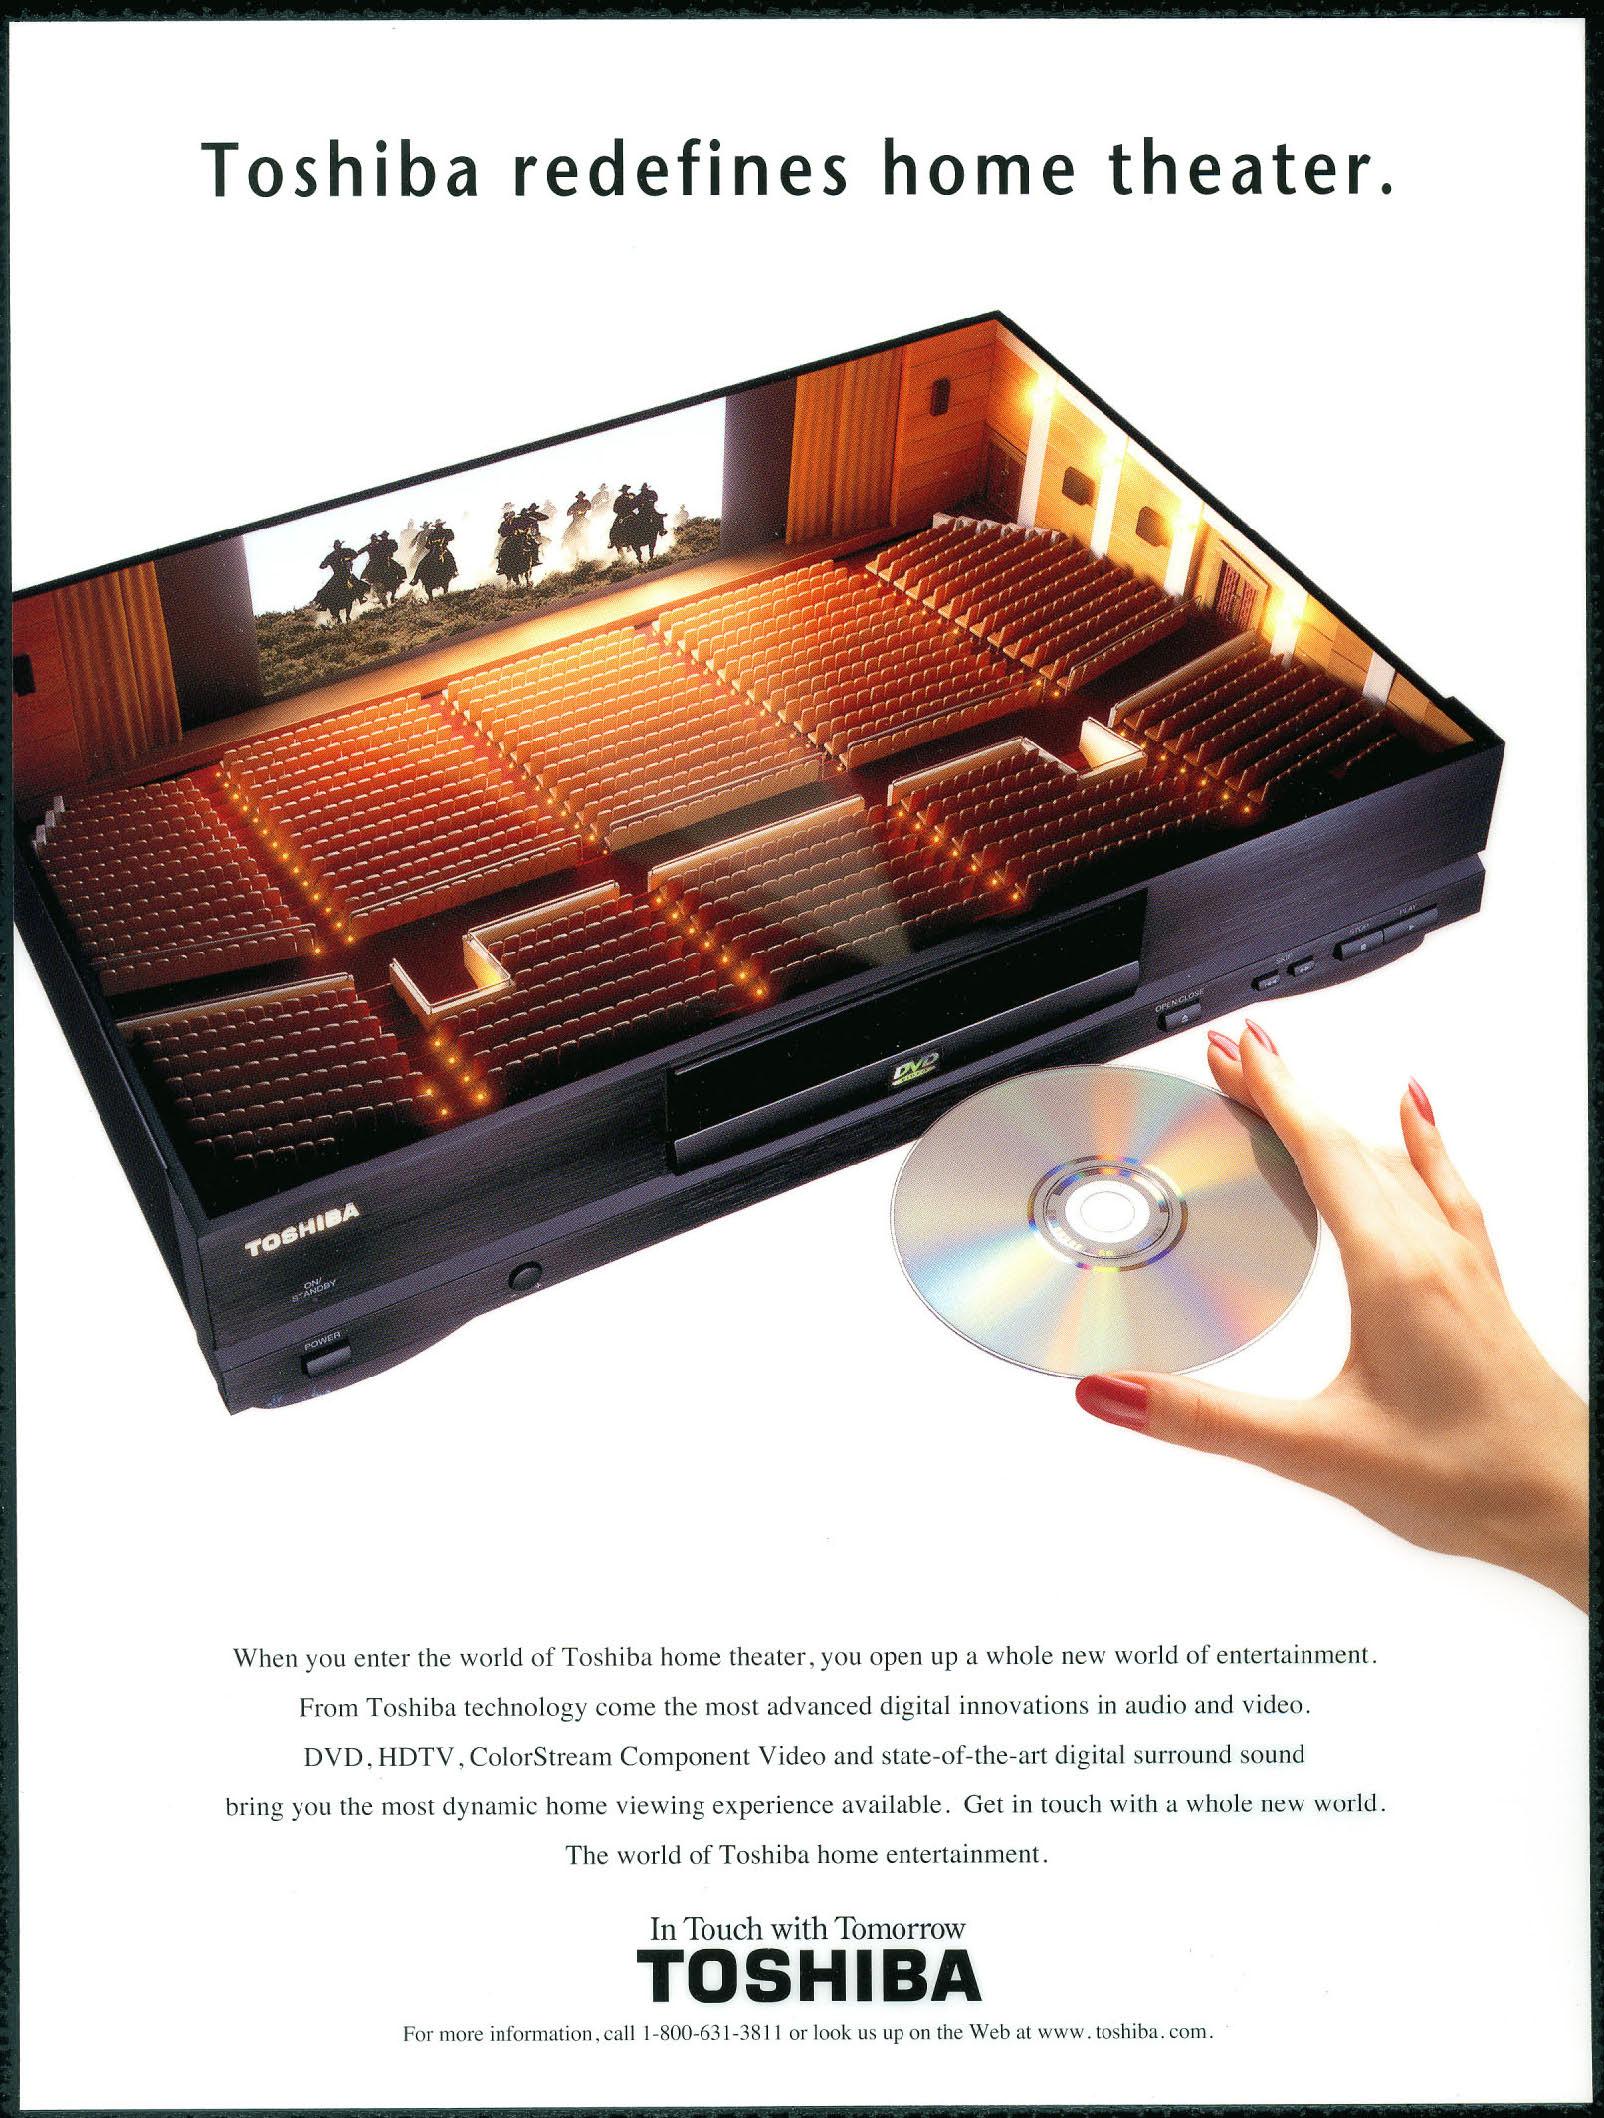 Toshiba redefines home theater.
PLAY
STOP
SKIP
OPEN/CLOSE
DVD
VIDEO
TOSHIBA
ON/
STANDBY
POWER
When you enter the world of Toshiba home theater, you open up a whole new world of entertainment.
From Toshiba technology come the most advanced digital innovations in audio and video.
DVD, HDTV, ColorStream Component Video and state-of-the-art digital surround sound
bring you the most dynamic home viewing experience available. Get in touch with a whole new world.
The world of Toshiba home entertainment.
In Touch with Tomorrow
TOSHIBA
For more information, call 1-800-631-3811 or look us up on the Web at www.toshiba.com.